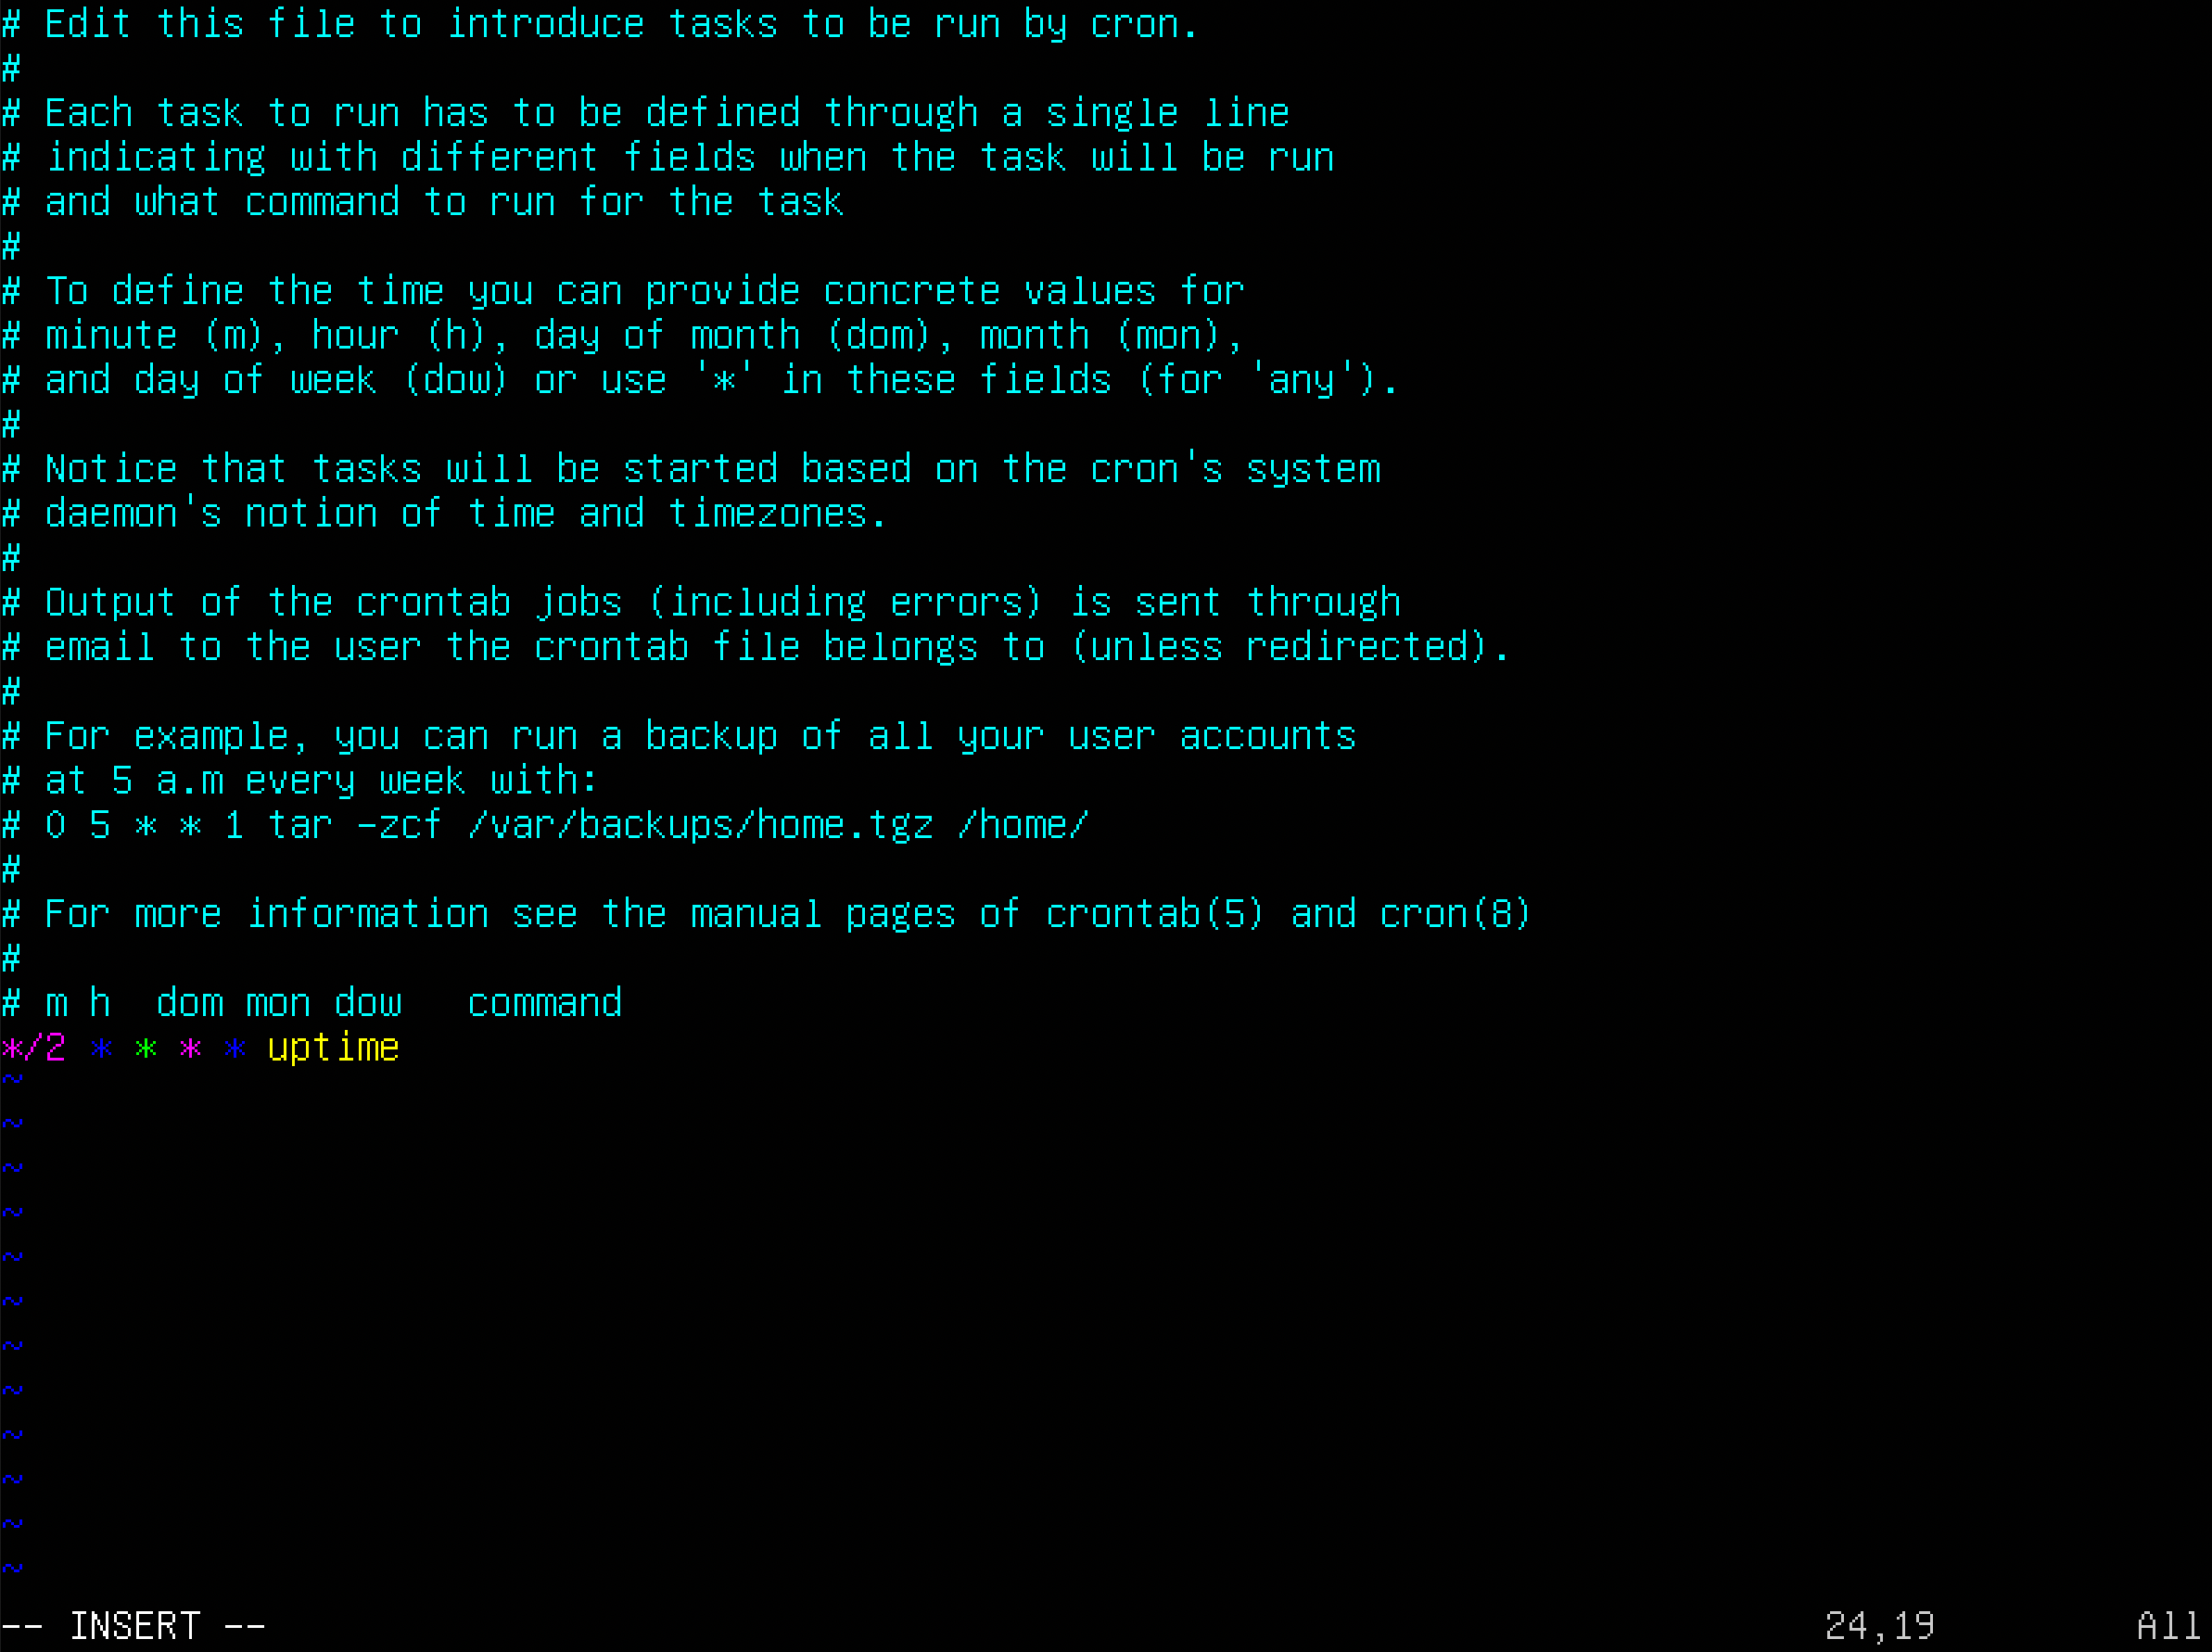 # Edit this file to introduce tasks to be run by cron.
#
# Each task to run has to be defined through a single line
# indicating with different fields when the task will be run
# and what command to run for the task
#
# To define the time you can provide concrete values for
# minute (m), hour (h), day of month (dom), month (mon),
# and day of week (dow) or use '*' in these fields (for 'any').
#
# Notice that tasks will be started based on the cron's system
# daemon's notion of time and timezones.
#
# Output of the crontab jobs (including errors) is sent through
# email to the user the crontab file belongs to (unless redirected).
#
# For example, you can run a backup of all your user accounts
# at 5 a.m every week with:
# 0 5 * * 1 tar -zcf /var/backups/home.tgz /home/
#
# For more information see the manual pages of crontab(5) and cron(8)
#
# m h  dom mon dow   command
*/2 * * * * uptime
~
~
~
~
~
~
~
~
~
~
~
~
-- INSERT -- 24,19 All